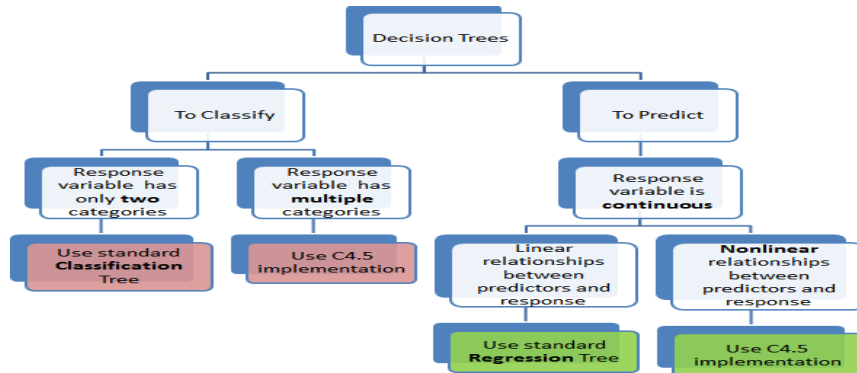 Decision Trees
To Classify
To Predict
Response
variable has
only two
categories
Response
variable has
multiple
categories
Response
variable is
continuous
Use standard
Classification
Tree
Use C4.5
implementation
Linear
relationships
between
predictors and
response
Nonlinear
relationships
between
predictors and
response
Use standard
Regression Tree
Use C4.5
implementation